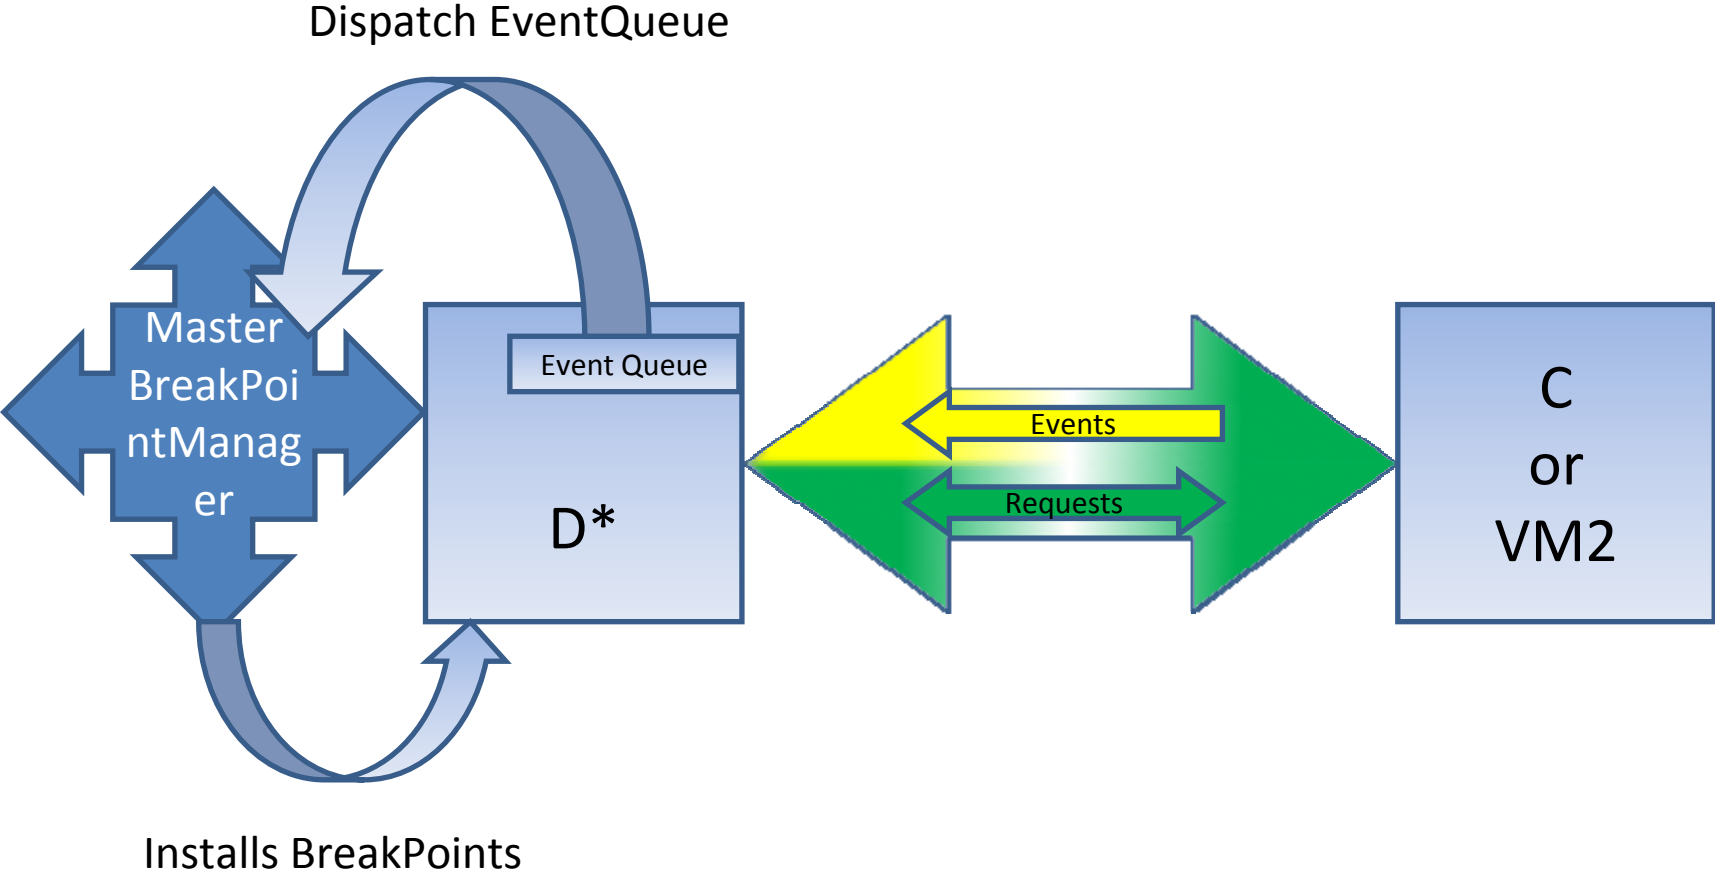 Dispatch EventQueue
Master
BreakPoi
ntManag
er
Event Queue
D*
Events
Requests
C
or
VM2
Installs BreakPoints